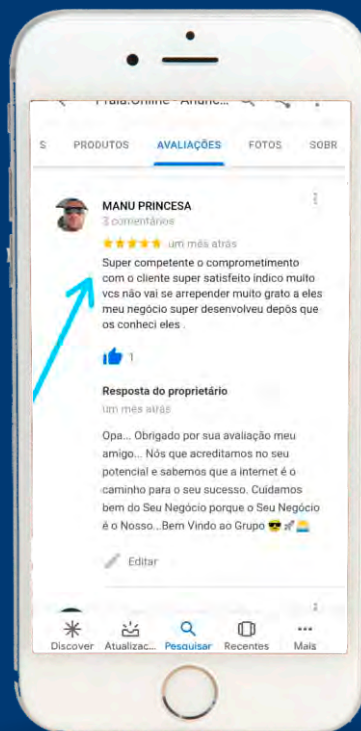 Praia.Online - Anúnc...
S PRODUTOS AVALIAÇÕES FOTOS SOBR
MANU PRINCESA
3 comentários
um mês atrás
Super competente o comprometimento
com o cliente super satisfeito indico muito
vcs não vai se arrepender muito grato a eles
meu negócio super desenvolveu depós que
os conheci eles .
1
Resposta do proprietário
um mês atrás
Opa... Obrigado por sua avaliação meu
amigo... Nós que acreditamos no seu
potencial e sabemos que a internet é o
caminho para o seu sucesso. Cuidamos
bem do Seu Negócio porque o Seu Negócio
é o Nosso...Bem Vindo ao Grupo 😎🚀🌅
Editar
Discover Atualizac... Pesquisar Recentes Mais